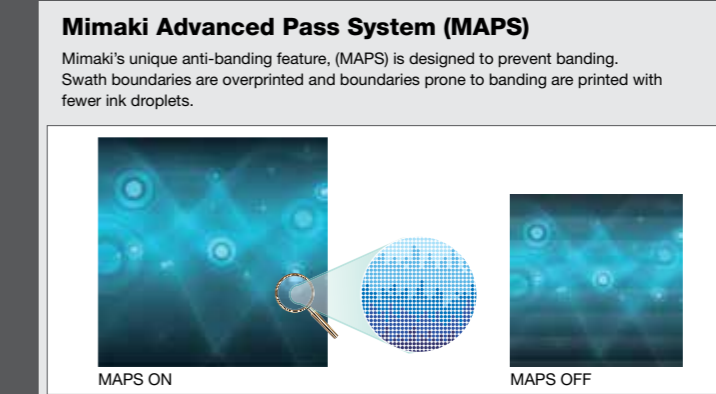 Mimaki Advanced Pass System (MAPS)
Mimaki's unique anti-banding feature, (MAPS) is designed to prevent banding.
Swath boundaries are overprinted and boundaries prone to banding are printed with
fewer ink droplets.
MAPS ON
MAPS OFF